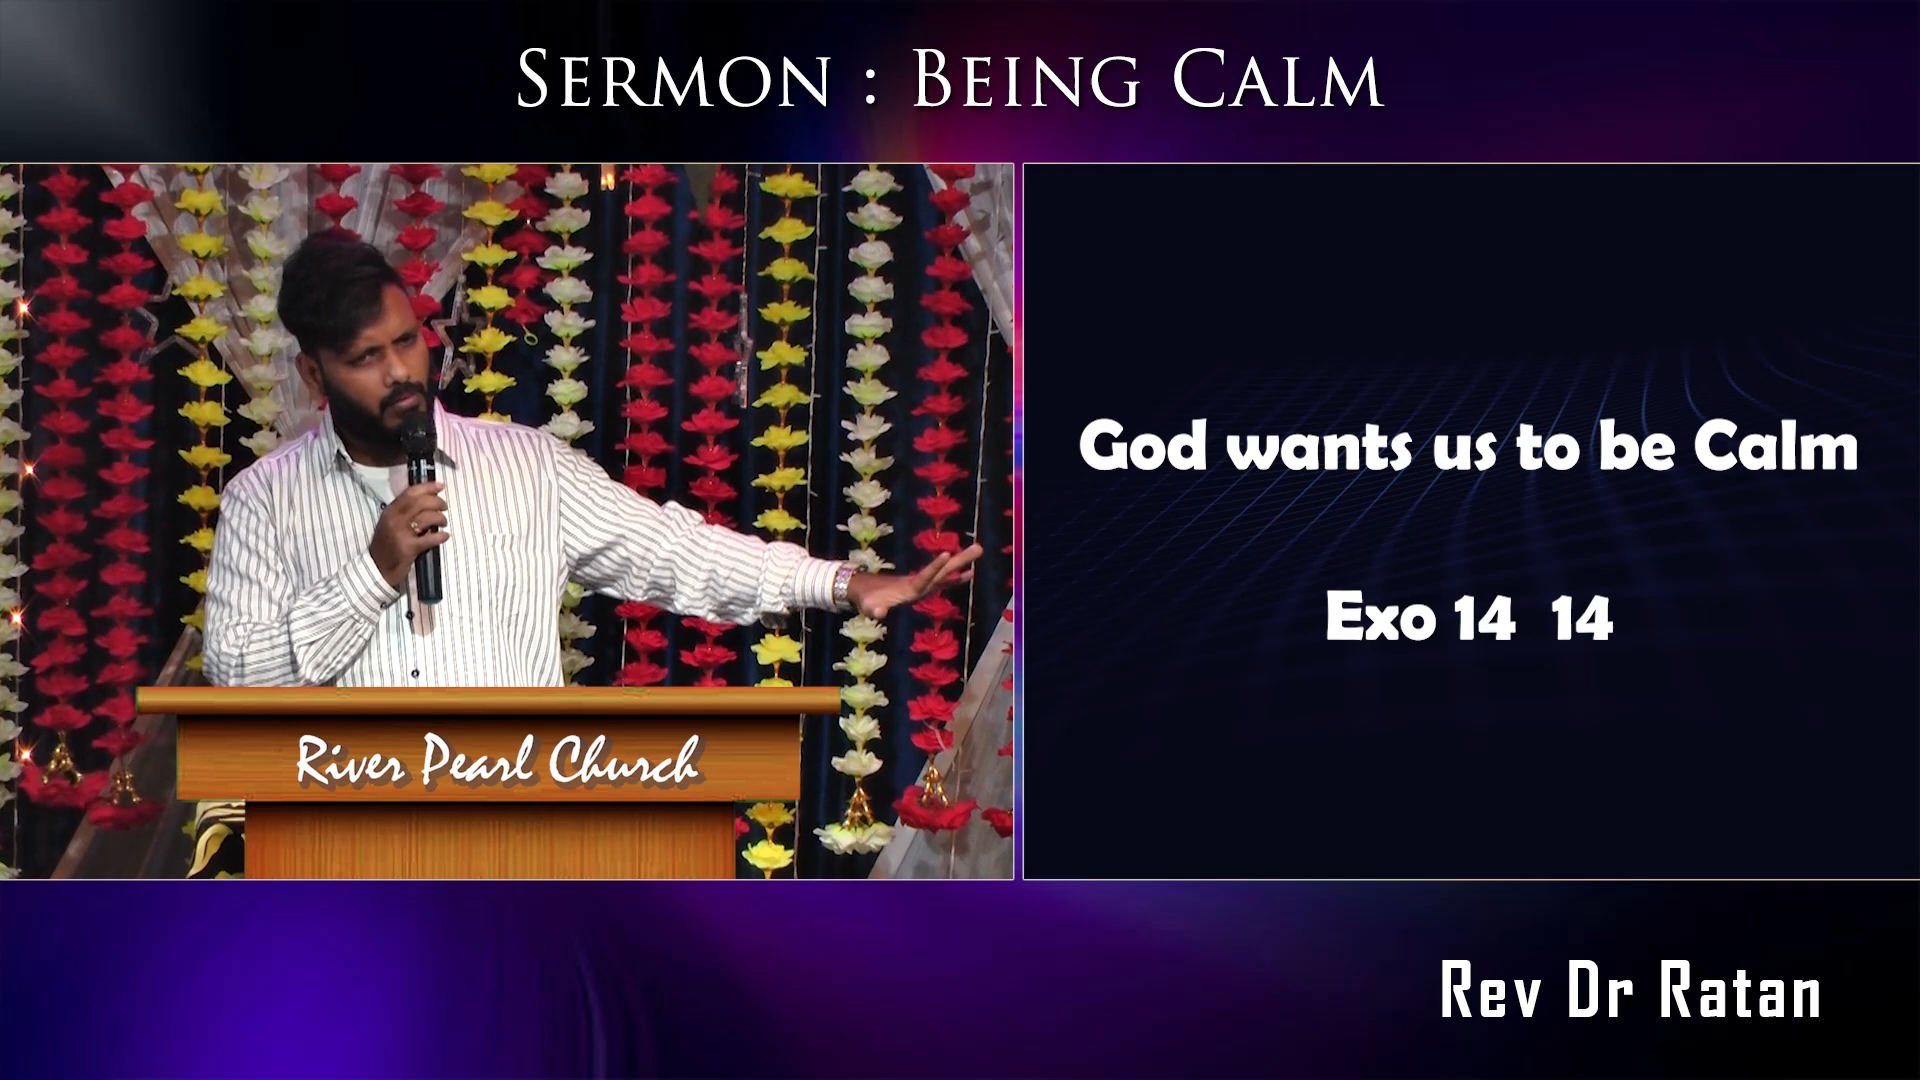 Sermon : Being Calm
River Pearl Church
God wants us to be Calm
Exo 14  14
Rev Dr Ratan